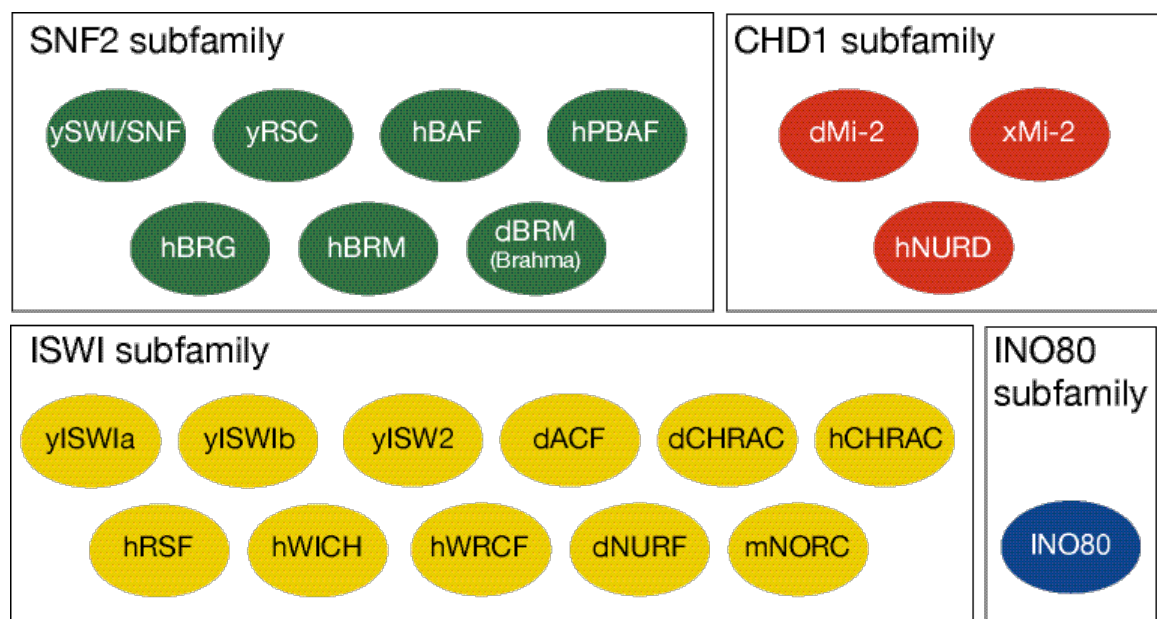 SNF2 subfamily
ySWI/SNF
yRSC
hBAF
hPBAF
hBRG
hBRM
dBRM
(Brahma)
CHD1 subfamily
dMi-2
xMi-2
hNURD
ISWI subfamily
yISWIa
yISWIb
yISW2
dACF
dCHRAC
hCHRAC
hRSF
hWICH
hWRCF
dNURF
mNORC
INO80
subfamily
INO80